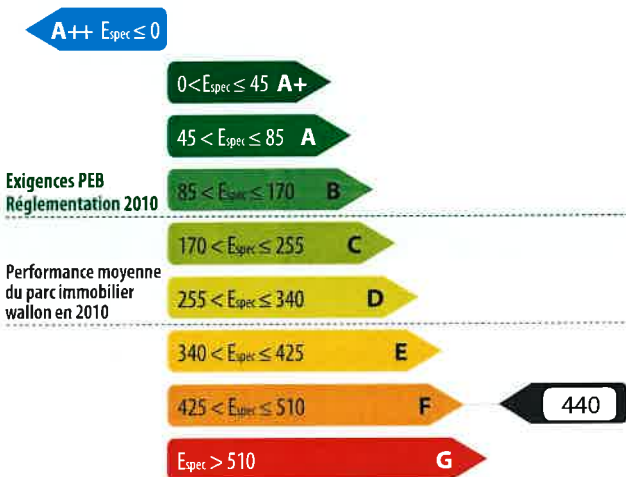 A++ Espec ≤ 0
0 < Espec ≤ 45 A+
45 < Espec ≤ 85 A
Exigences PEB
Réglementation 2010
85 < Espec ≤ 170 B
170 < Espec ≤ 255 C
Performance moyenne
du parc immobilier
wallon en 2010
255 < Espec ≤ 340 D
340 < Espec ≤ 425 E
425 < Espec ≤ 510 F
440
Espec > 510 G